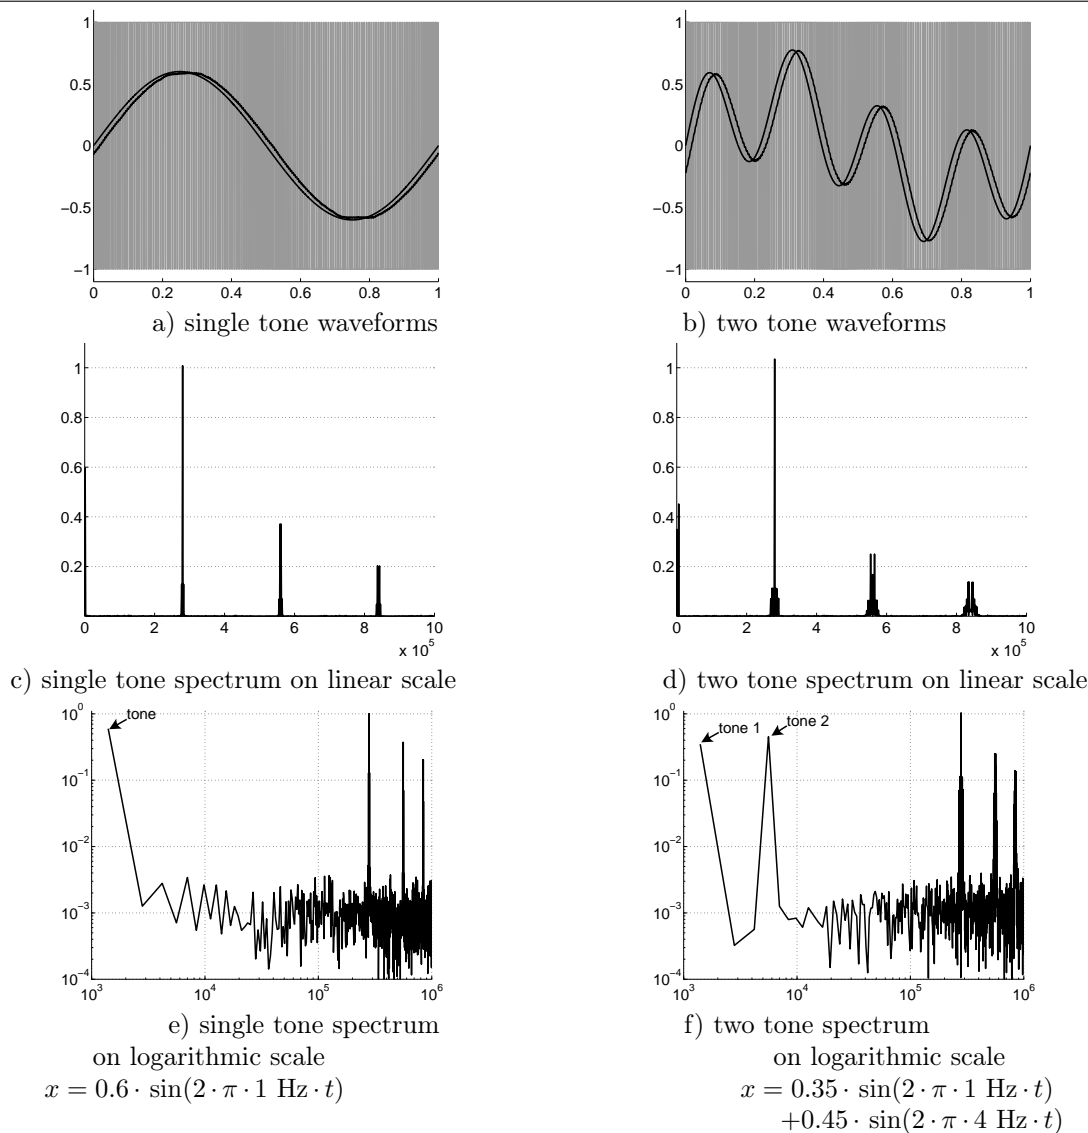 1
0.5
0
−0.5
−1
0 0.2 0.4 0.6 0.8 1
a) single tone waveforms
1
0.5
0
−0.5
−1
0 0.2 0.4 0.6 0.8 1
b) two tone waveforms
1
0.8
0.6
0.4
0.2
0 2 4 6 8 10
x 10^5
c) single tone spectrum on linear scale
1
0.8
0.6
0.4
0.2
0 2 4 6 8 10
x 10^5
d) two tone spectrum on linear scale
10^0
tone
10^−1
10^−2
10^−3
10^−4
10^3 10^4 10^5 10^6
e) single tone spectrum
on logarithmic scale
x = 0.6 · sin(2 · π · 1 Hz · t)
10^0
tone 1 tone 2
10^−1
10^−2
10^−3
10^−4
10^3 10^4 10^5 10^6
f) two tone spectrum
on logarithmic scale
x = 0.35 · sin(2 · π · 1 Hz · t)
+0.45 · sin(2 · π · 4 Hz · t)